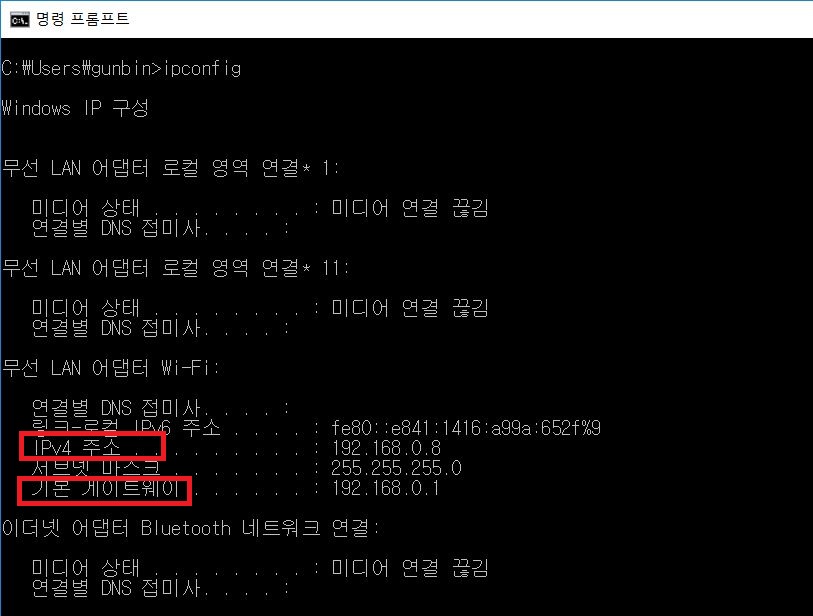 명령 프롬프트
C:\Users\gunbin>ipconfig
Windows IP 구성
무선 LAN 어댑터 로컬 영역 연결* 1:
미디어 상태 . . . . . . . . : 미디어 연결 끊김
연결별 DNS 접미사. . . . :
무선 LAN 어댑터 로컬 영역 연결* 11:
미디어 상태 . . . . . . . . : 미디어 연결 끊김
연결별 DNS 접미사. . . . :
무선 LAN 어댑터 Wi-Fi:
연결별 DNS 접미사. . . . :
링크-로컬 IPv6 주소 . . . . : fe80::e841:1416:a99a:652f%9
IPv4 주소 . . . . . . . . . : 192.168.0.8
서브넷 마스크 . . . . . . . : 255.255.255.0
기본 게이트웨이 . . . . . . : 192.168.0.1
이더넷 어댑터 Bluetooth 네트워크 연결:
미디어 상태 . . . . . . . . : 미디어 연결 끊김
연결별 DNS 접미사. . . . :